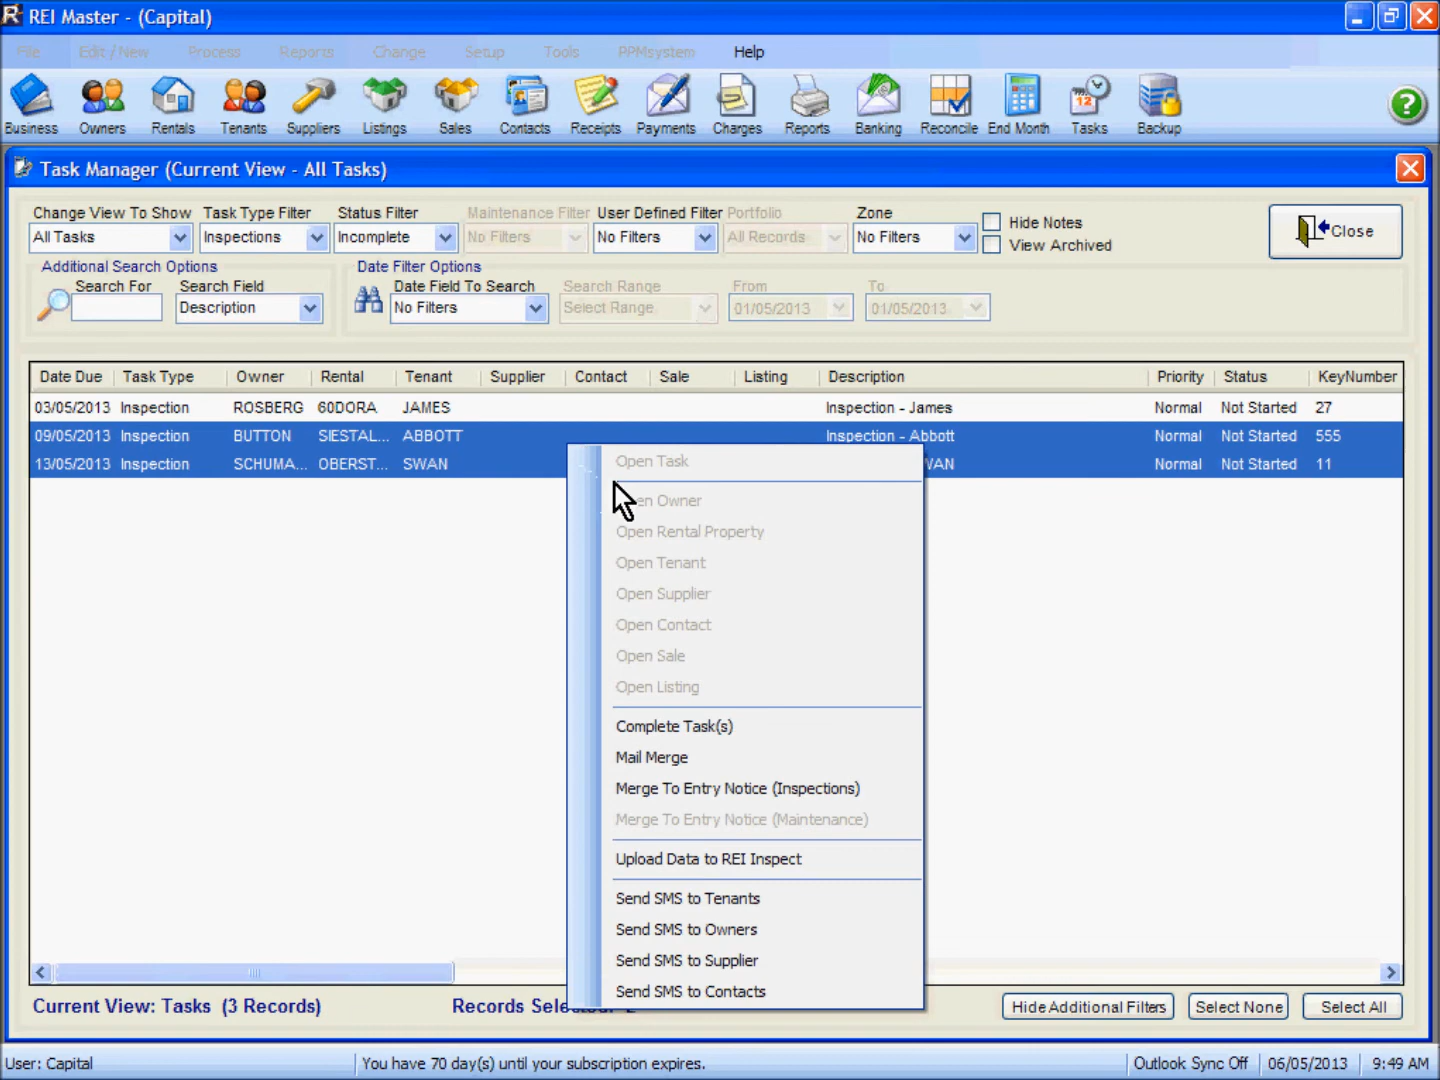 REI Master - (Capital)
File Edit / New Process Reports Change Setup Tools PPMsystem Help
Business Owners Rentals Tenants Suppliers Listings Sales Contacts Receipts Payments Charges Reports Banking Reconcile End Month Tasks Backup
Task Manager (Current View - All Tasks)
Change View To Show Task Type Filter Status Filter Maintenance Filter User Defined Filter Portfolio Zone
All Tasks Inspections Incomplete No Filters No Filters All Records No Filters
Hide Notes
View Archived
Close
Additional Search Options Date Filter Options
Search For Search Field Date Field To Search Search Range From To
Description No Filters Select Range 01/05/2013 01/05/2013
Date Due Task Type Owner Rental Tenant Supplier Contact Sale Listing Description Priority Status KeyNumber
03/05/2013 Inspection ROSBERG 60DORA JAMES Inspection - James Normal Not Started 27
09/05/2013 Inspection BUTTON SIESTAL... ABBOTT Inspection - Abbott Normal Not Started 555
13/05/2013 Inspection SCHUMA... OBERST... SWAN Normal Not Started 11
Open Task
Owner
Open Rental Property
Open Tenant
Open Supplier
Open Contact
Open Sale
Open Listing
Complete Task(s)
Mail Merge
Merge To Entry Notice (Inspections)
Merge To Entry Notice (Maintenance)
Upload Data to REI Inspect
Send SMS to Tenants
Send SMS to Owners
Send SMS to Supplier
Send SMS to Contacts
Current View: Tasks (3 Records) Records Hide Additional Filters Select None Select All
User: Capital You have 70 day(s) until your subscription expires. Outlook Sync Off 06/05/2013 9:49 AM